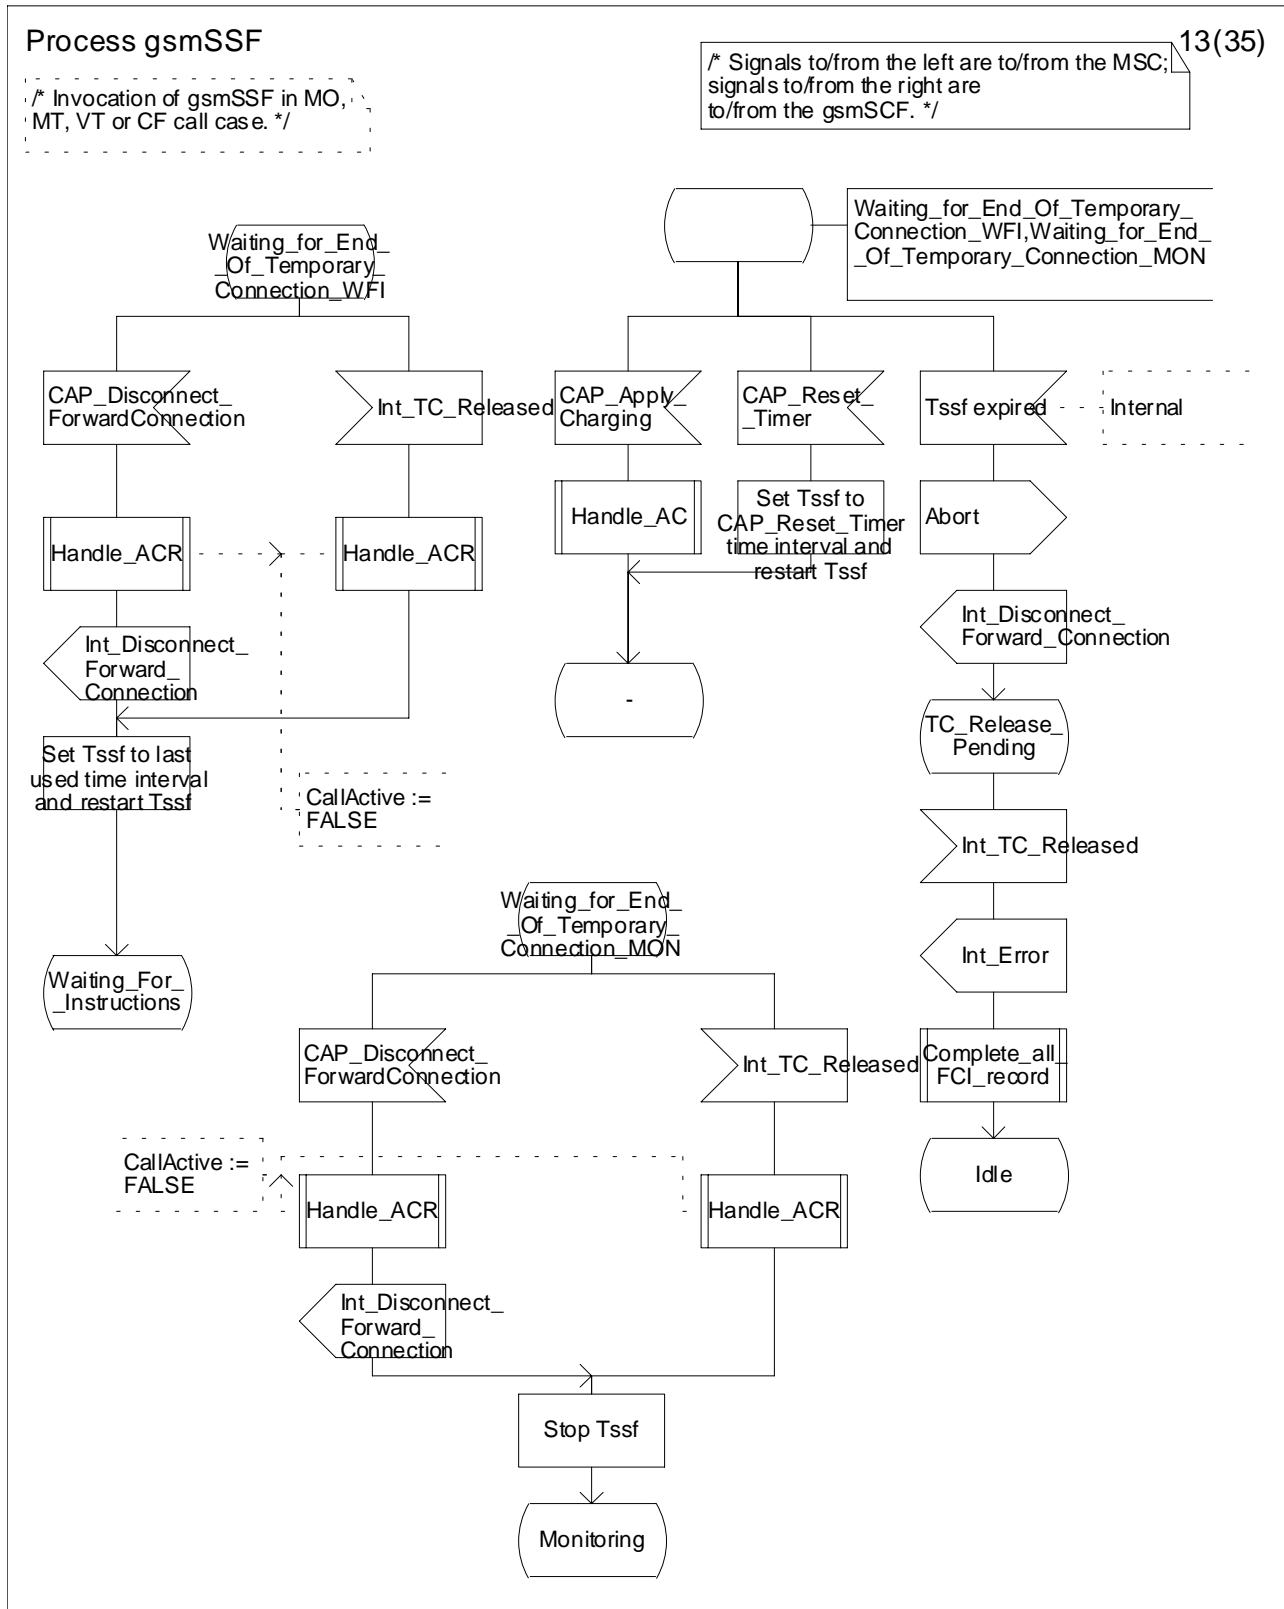 Process gsmSSF
13(35)
/* Invocation of gsmSSF in MO,
MT, VT or CF call case. */
/* Signals to/from the left are to/from the MSC;
signals to/from the right are
to/from the gsmSCF. */
Waiting_for_End_
_Of_Temporary_
Connection_WFI
CAP_Disconnect_
ForwardConnection
Int_TC_Released
Handle_ACR
Handle_ACR
Int_Disconnect_
Forward_
Connection
Set Tssf to last
used time interval
and restart Tssf
CallActive :=
FALSE
Waiting_For_
_Instructions
Waiting_for_End_Of_Temporary_
Connection_WFI,Waiting_for_End_
_Of_Temporary_Connection_MON
CAP_Apply_
Charging
CAP_Reset_
_Timer
Tssf expired
Internal
Handle_AC
Set Tssf to
CAP_Reset_Timer
time interval and
restart Tssf
-
Abort
Int_Disconnect_
Forward_Connection
TC_Release_
Pending
Int_TC_Released
Int_Error
Complete_all_
FCI_record
Idle
Waiting_for_End_
_Of_Temporary_
Connection_MON
CAP_Disconnect_
ForwardConnection
Int_TC_Released
CallActive :=
FALSE
Handle_ACR
Handle_ACR
Int_Disconnect_
Forward_
Connection
Stop Tssf
Monitoring